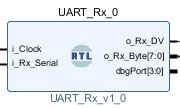 UART_Rx_0
i_Clock
i_Rx_Serial
RTL
o_Rx_DV
o_Rx_Byte[7:0]
dbgPort[3:0]
UART_Rx_v1_0